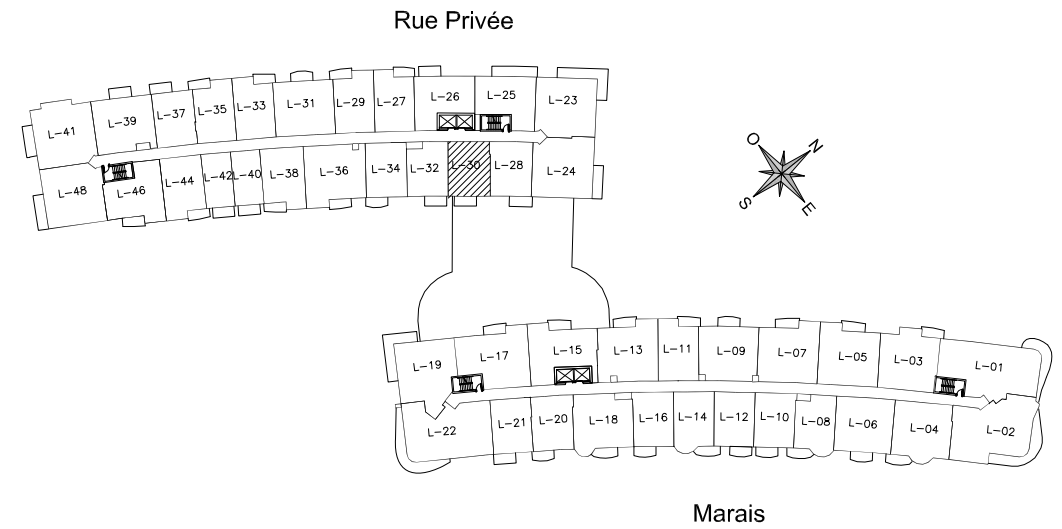 Rue Privée
L-41 L-39 L-37 L-35 L-33 L-31 L-29 L-27 L-26 L-25 L-23
L-48 L-46 L-44 L-42 L-40 L-38 L-36 L-34 L-32 L-30 L-28 L-24
O N
S E
L-19 L-17 L-15 L-13 L-11 L-09 L-07 L-05 L-03 L-01
L-22 L-21 L-20 L-18 L-16 L-14 L-12 L-10 L-08 L-06 L-04 L-02
Marais